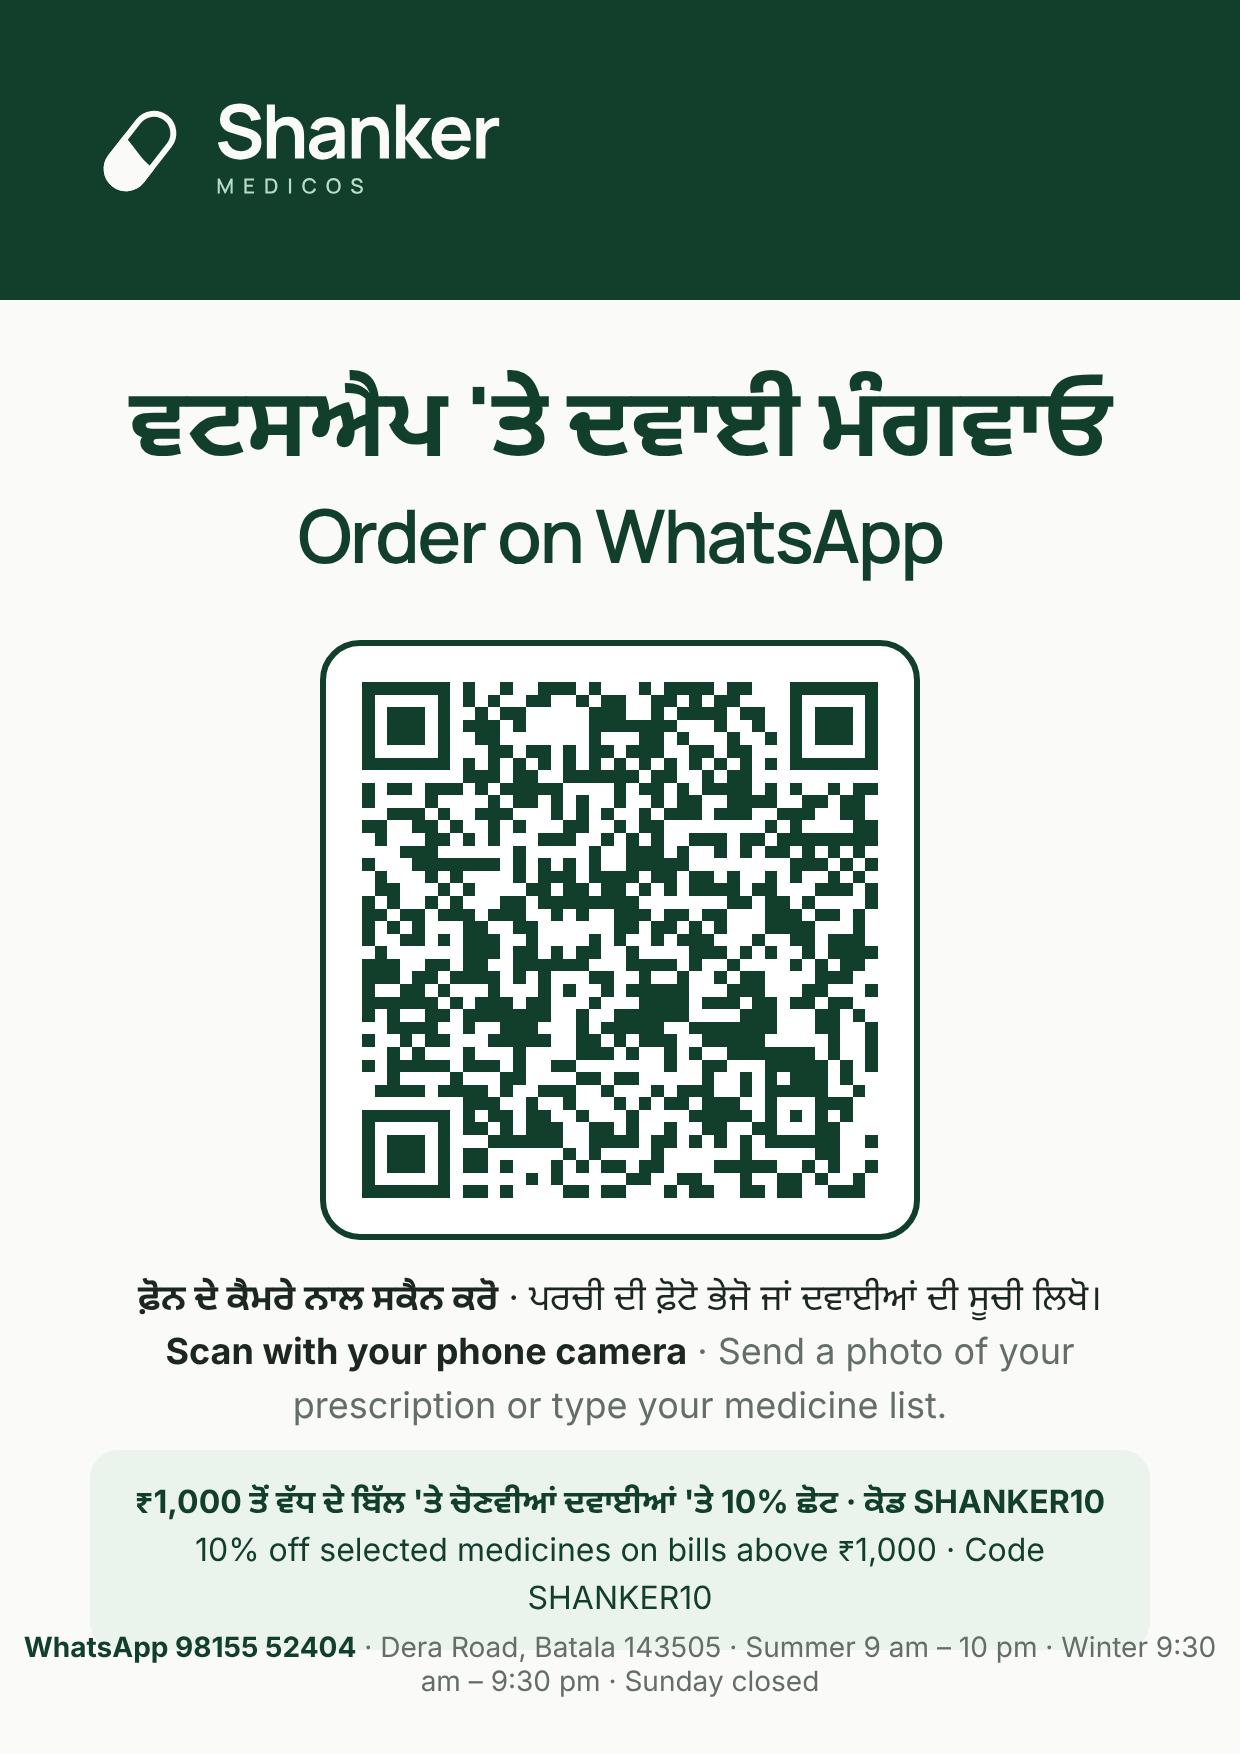 Shanker
MEDICOS
ਵਟਸਐਪ 'ਤੇ ਦਵਾਈ ਮੰਗਵਾਓ
Order on WhatsApp
ਫ਼ੋਨ ਦੇ ਕੈਮਰੇ ਨਾਲ ਸਕੈਨ ਕਰੋ · ਪਰਚੀ ਦੀ ਫ਼ੋਟੋ ਭੇਜੋ ਜਾਂ ਦਵਾਈਆਂ ਦੀ ਸੂਚੀ ਲਿਖੋ।
Scan with your phone camera · Send a photo of your
prescription or type your medicine list.
₹1,000 ਤੋਂ ਵੱਧ ਦੇ ਬਿੱਲ 'ਤੇ ਚੋਣਵੀਆਂ ਦਵਾਈਆਂ 'ਤੇ 10% ਛੋਟ · ਕੋਡ SHANKER10
10% off selected medicines on bills above ₹1,000 · Code
SHANKER10
WhatsApp 98155 52404 · Dera Road, Batala 143505 · Summer 9 am – 10 pm · Winter 9:30
am – 9:30 pm · Sunday closed